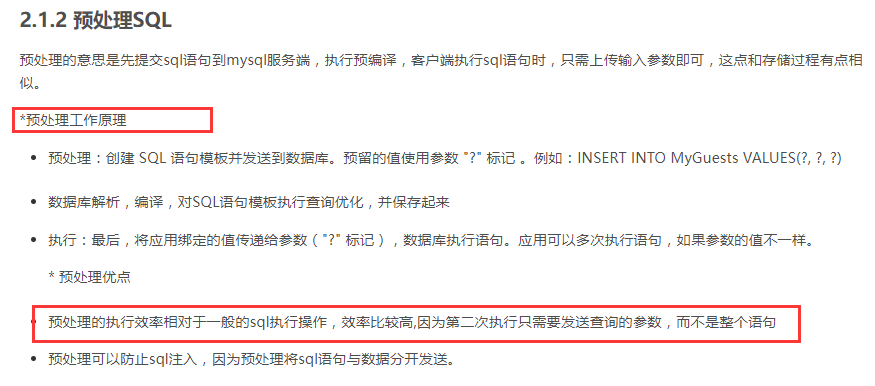 2.1.2 预处理SQL
预处理的意思是先提交sql语句到mysql服务端，执行预编译，客户端执行sql语句时，只需上传输入参数即可，这点和存储过程有点相
似。
*预处理工作原理
• 预处理：创建 SQL 语句模板并发送到数据库。预留的值使用参数 "?" 标记 。例如：INSERT INTO MyGuests VALUES(?, ?, ?)
• 数据库解析，编译，对SQL语句模板执行查询优化，并保存起来
• 执行：最后，将应用绑定的值传递给参数（"?" 标记），数据库执行语句。应用可以多次执行语句，如果参数的值不一样。
* 预处理优点
• 预处理的执行效率相对于一般的sql执行操作，效率比较高,因为第二次执行只需要发送查询的参数，而不是整个语句
• 预处理可以防止sql注入，因为预处理将sql语句与数据分开发送。